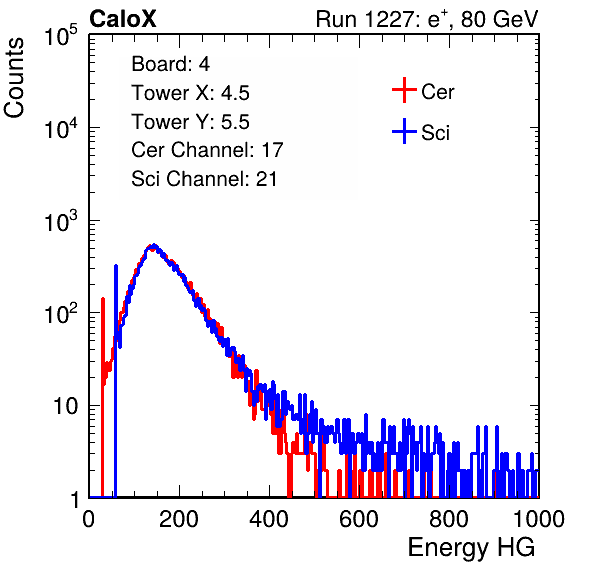 CaloX Run 1227: e⁺, 80 GeV
Counts
10⁵
10⁴
10³
10²
10
1
Board: 4
Tower X: 4.5
Tower Y: 5.5
Cer Channel: 17
Sci Channel: 21
Cer
Sci
0 200 400 600 800 1000
Energy HG